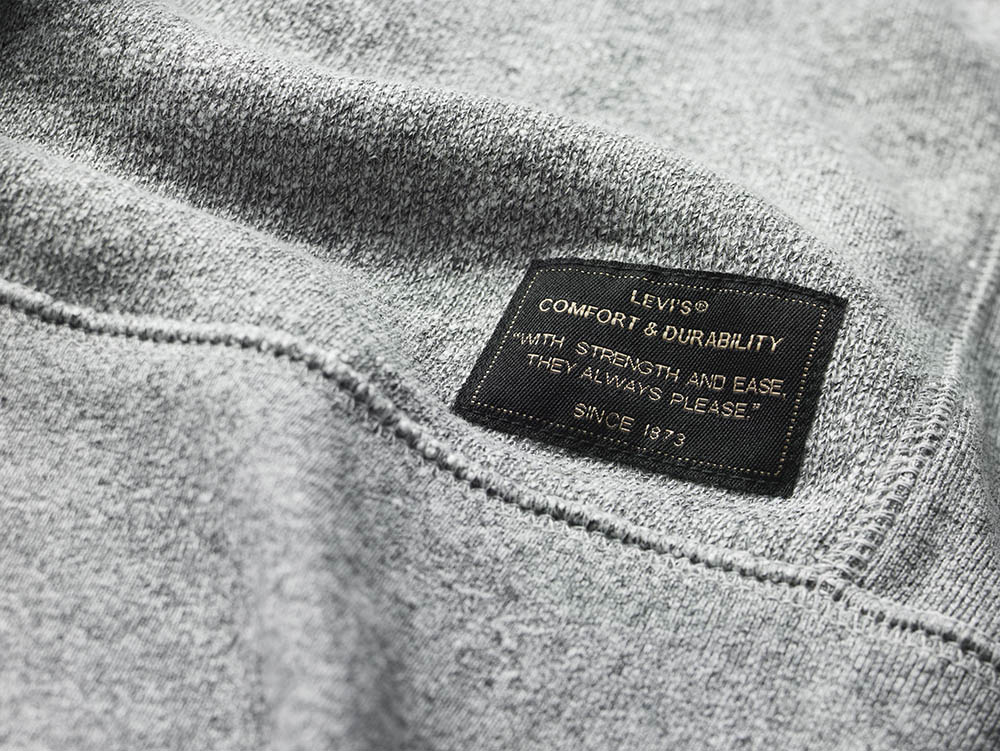 LEVI'S®
COMFORT & DURABILITY
"WITH STRENGTH AND EASE,
THEY ALWAYS PLEASE"
SINCE 1873